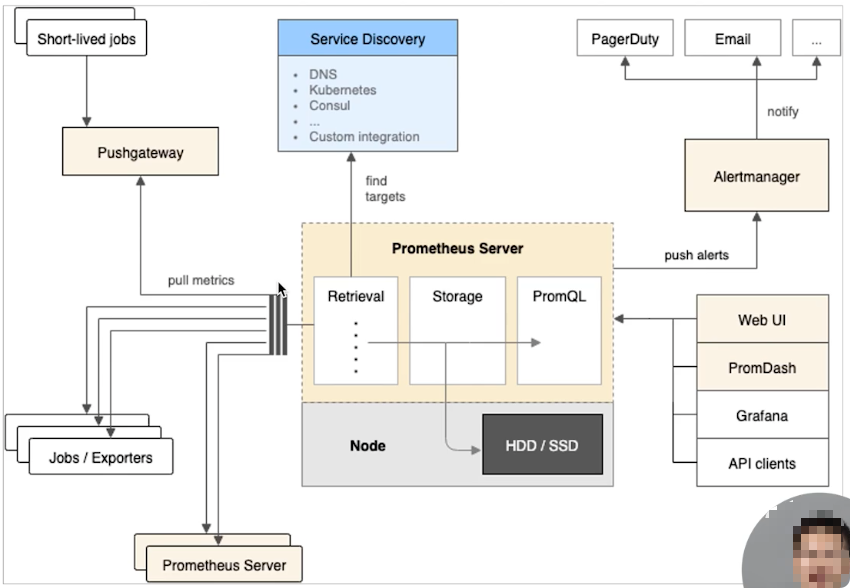 Short-lived jobs
Service Discovery
DNS
Kubernetes
Consul
...
Custom integration
PagerDuty
Email
...
notify
Pushgateway
Alertmanager
find
targets
Prometheus Server
push alerts
pull metrics
Retrieval
Storage
PromQL
Web UI
PromDash
Grafana
API clients
Node
HDD / SSD
Jobs / Exporters
Prometheus Server